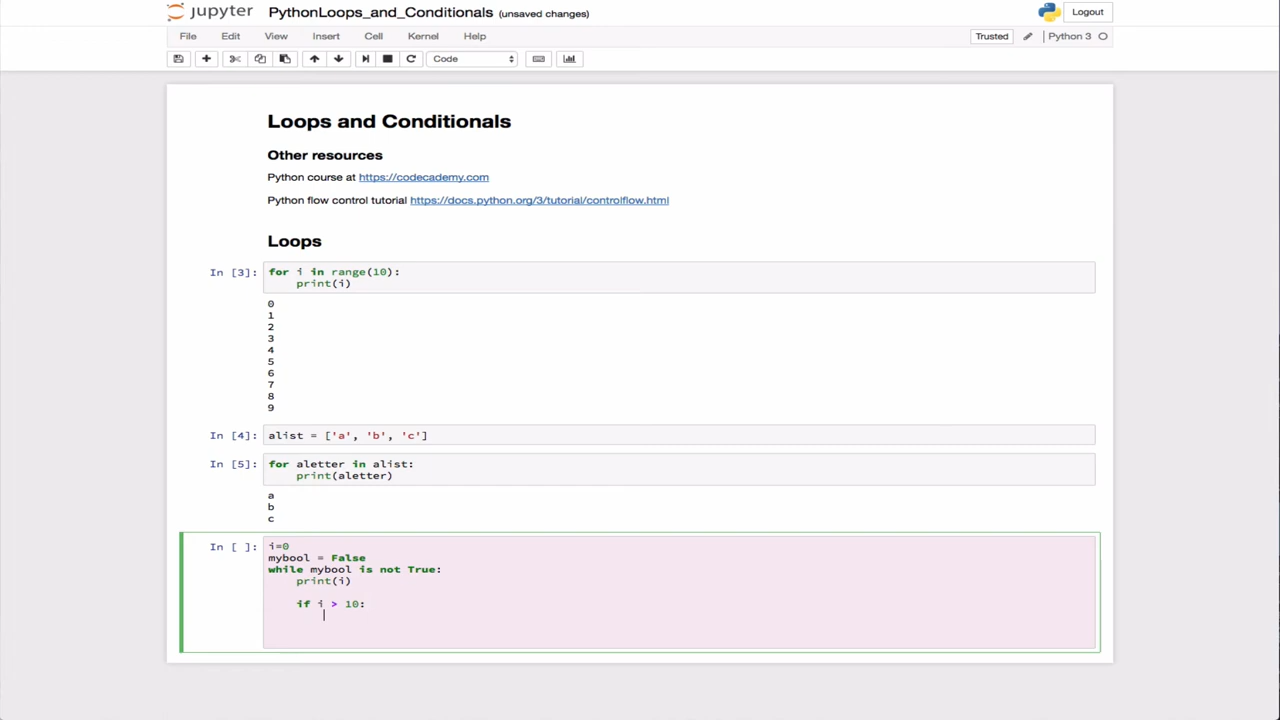 jupyter PythonLoops_and_Conditionals (unsaved changes) Logout
File Edit View Insert Cell Kernel Help Trusted Python 3
Code
Loops and Conditionals
Other resources
Python course at https://codecademy.com
Python flow control tutorial https://docs.python.org/3/tutorial/controlflow.html
Loops
In [3]: for i in range(10):
print(i)
0
1
2
3
4
5
6
7
8
9
In [4]: alist = ['a', 'b', 'c']
In [5]: for aletter in alist:
print(aletter)
a
b
c
In [ ]: i=0
mybool = False
while mybool is not True:
print(i)
if i > 10: